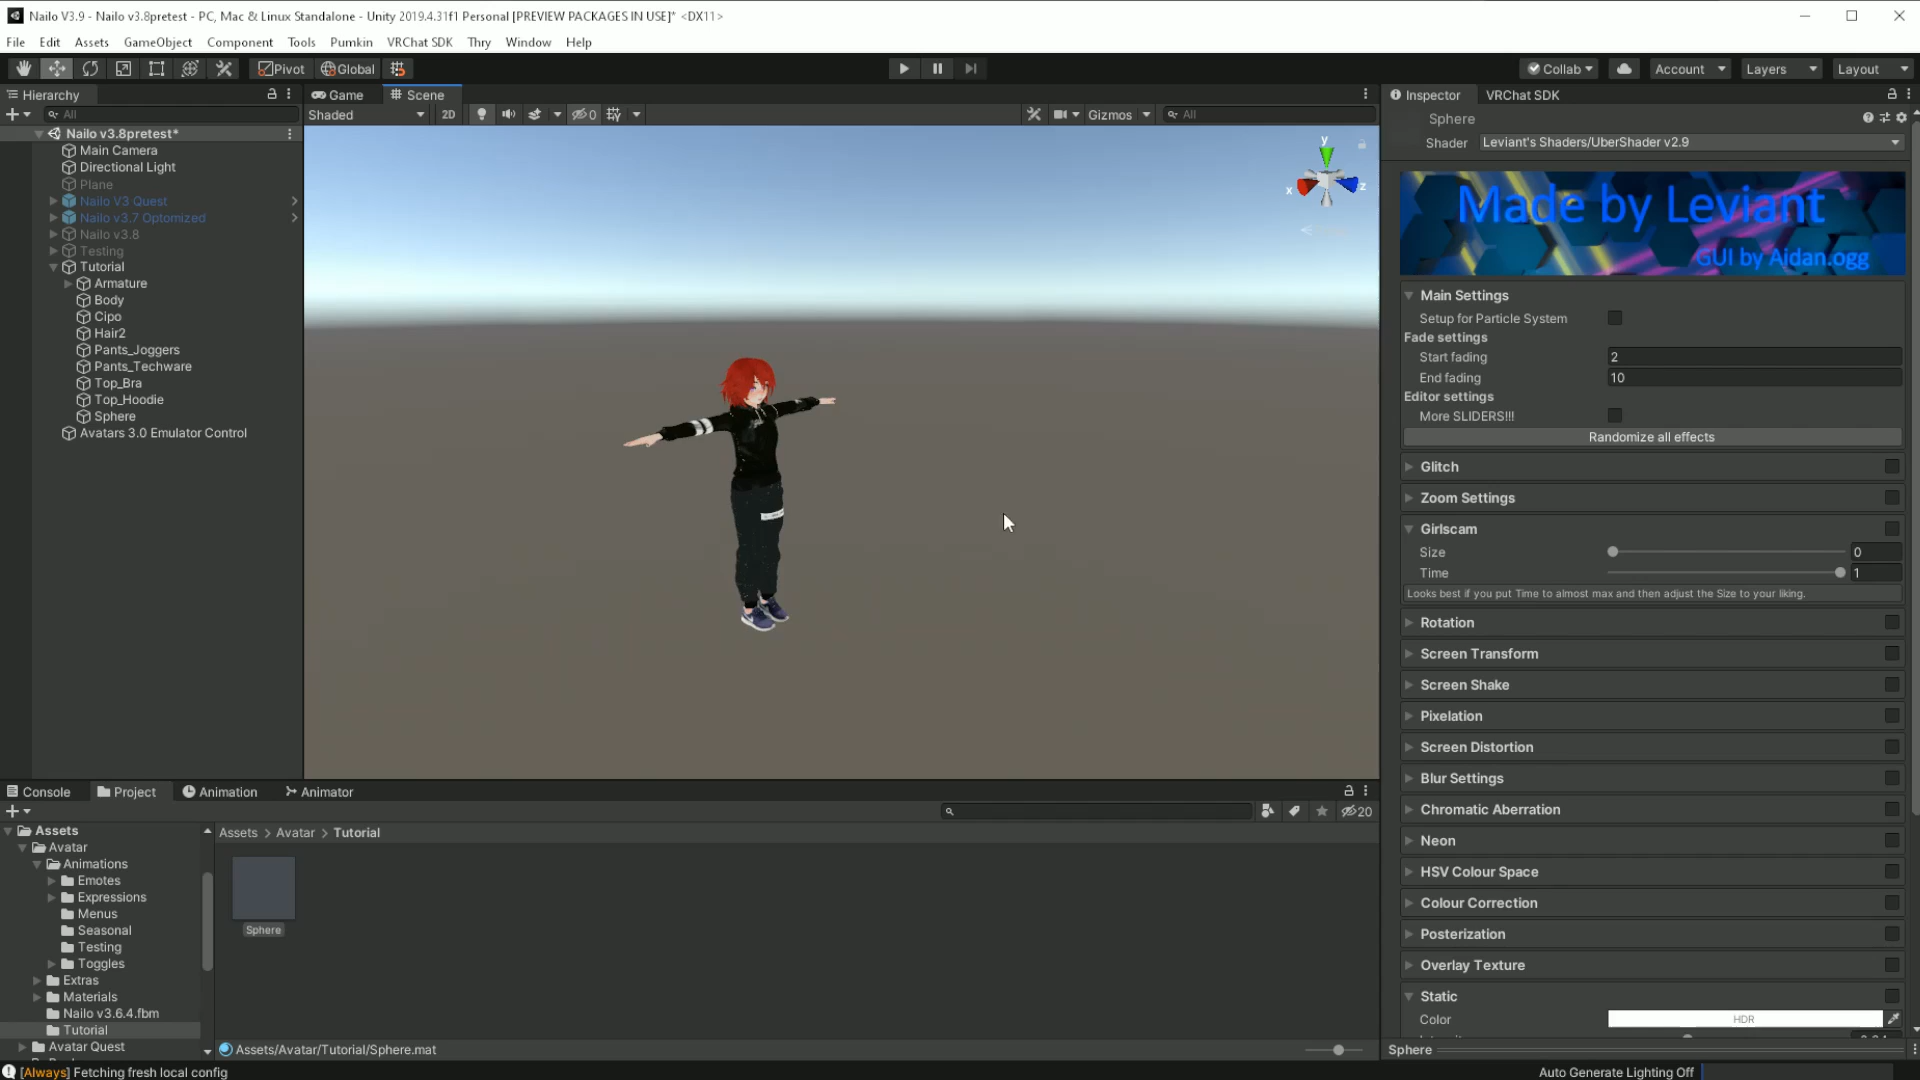 Nailo V3.9 - Nailo v3.8pretest - PC, Mac & Linux Standalone - Unity 2019.4.31f1 Personal [PREVIEW PACKAGES IN USE]* <DX11>
File Edit Assets GameObject Component Tools Pumkin VRChat SDK Thry Window Help
Pivot Global Collab Account Layers Layout
Hierarchy
All
Nailo v3.8pretest*
Main Camera
Directional Light
Plane
Nailo V3 Quest
Nailo v3.7 Optomized
Nailo v3.8
Testing
Tutorial
Armature
Body
Cipo
Hair2
Pants_Joggers
Pants_Techware
Top_Bra
Top_Hoodie
Sphere
Avatars 3.0 Emulator Control
Game Scene
Shaded 2D 0 Gizmos All
y
x z
Inspector VRChat SDK
Sphere
Shader Leviant's Shaders/UberShader v2.9
Made by Leviant
GUI by Aidan.ogg
Main Settings
Setup for Particle System
Fade settings
Start fading 2
End fading 10
Editor settings
More SLIDERS!!!
Randomize all effects
Glitch
Zoom Settings
Girlscam
Size 0
Time 1
Looks best if you put Time to almost max and then adjust the Size to your liking.
Rotation
Screen Transform
Screen Shake
Pixelation
Screen Distortion
Blur Settings
Chromatic Aberration
Neon
HSV Colour Space
Colour Correction
Posterization
Overlay Texture
Static
Color HDR
Sphere
Console Project Animation Animator
20
Assets
Avatar
Animations
Emotes
Expressions
Menus
Seasonal
Testing
Toggles
Extras
Materials
Nailo v3.6.4.fbm
Tutorial
Avatar Quest
Assets > Avatar > Tutorial
Sphere
Assets/Avatar/Tutorial/Sphere.mat
[Always] Fetching fresh local config
Auto Generate Lighting Off